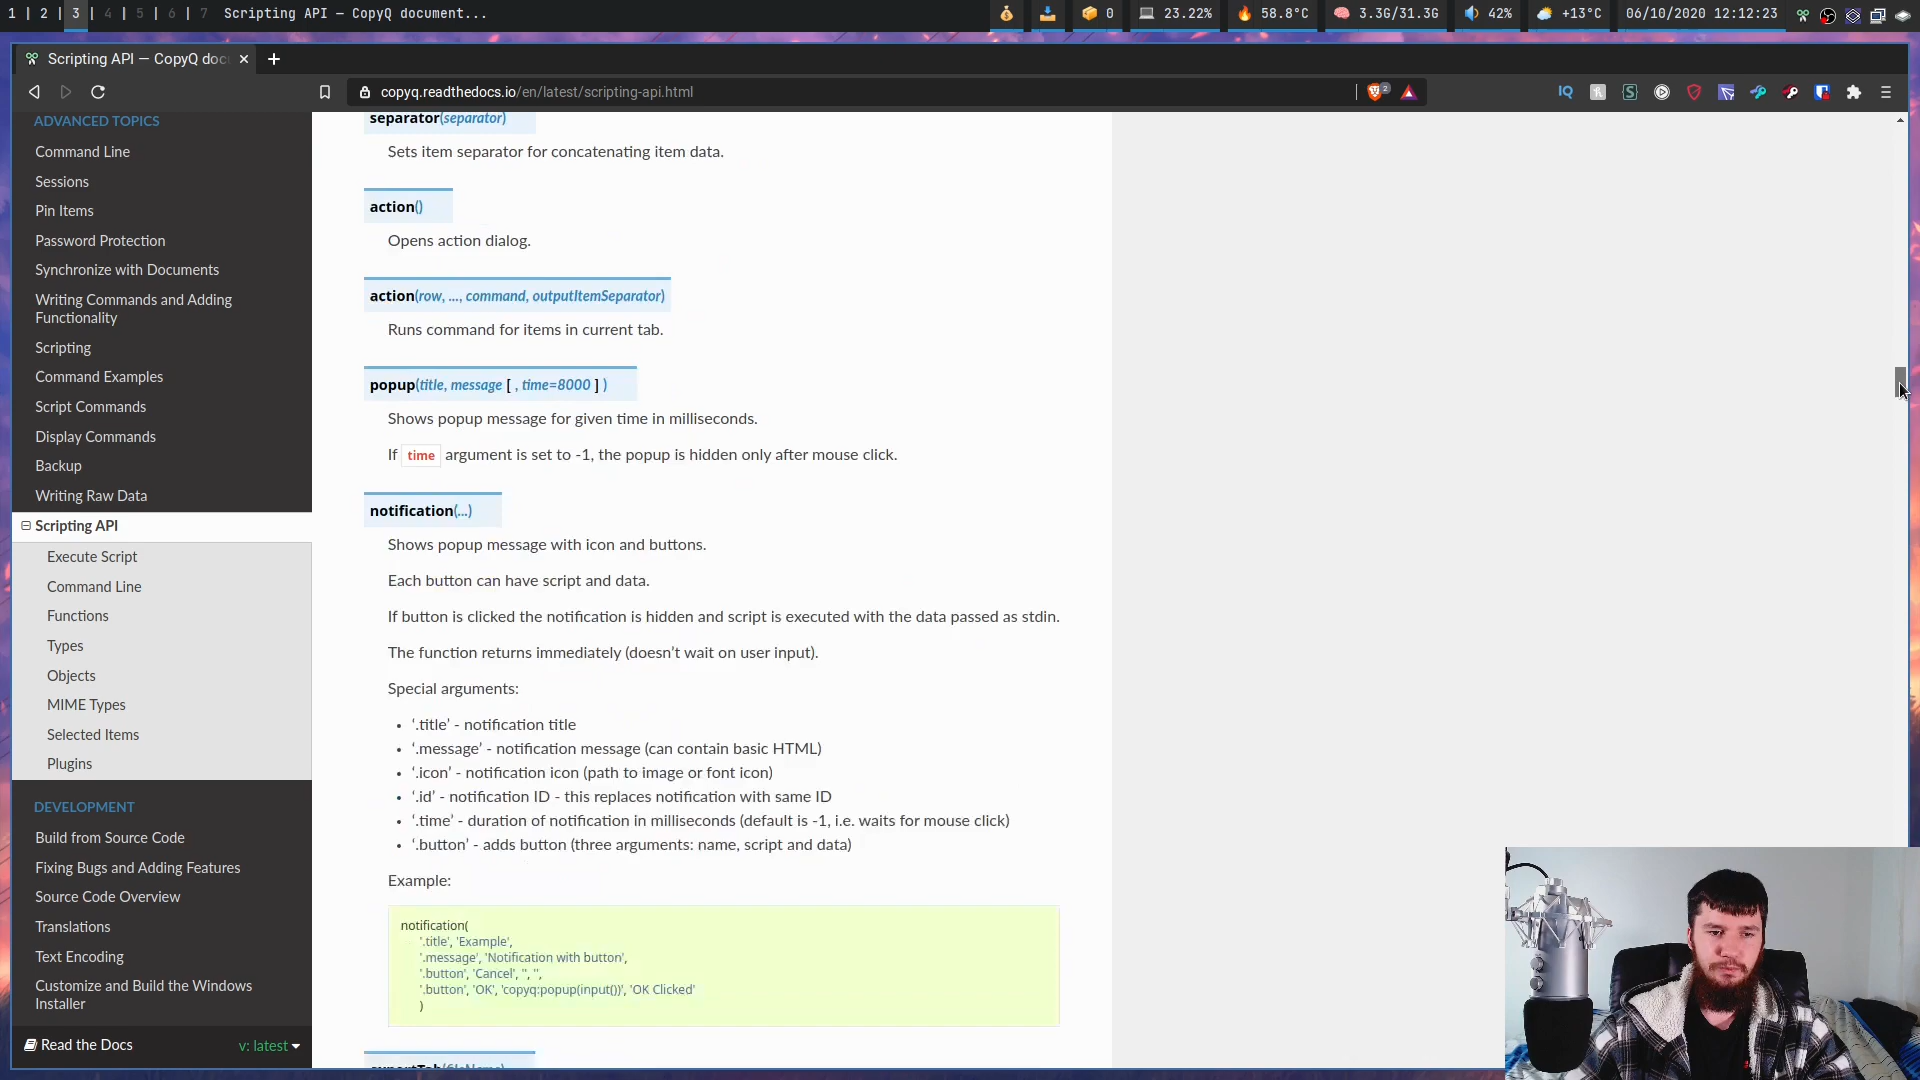 1 | 2 | 3 | 4 | 5 | 6 | 7 Scripting API — CopyQ document...
0 23.22% 58.8°C 3.3G/31.3G 42% +13°C 06/10/2020 12:12:23
Scripting API — CopyQ doc
copyq.readthedocs.io/en/latest/scripting-api.html
2
IQ
ADVANCED TOPICS
Command Line
Sessions
Pin Items
Password Protection
Synchronize with Documents
Writing Commands and Adding
Functionality
Scripting
Command Examples
Script Commands
Display Commands
Backup
Writing Raw Data
Scripting API
Execute Script
Command Line
Functions
Types
Objects
MIME Types
Selected Items
Plugins
DEVELOPMENT
Build from Source Code
Fixing Bugs and Adding Features
Source Code Overview
Translations
Text Encoding
Customize and Build the Windows
Installer
Read the Docs v: latest
separator(separator)
Sets item separator for concatenating item data.
action()
Opens action dialog.
action(row, ..., command, outputItemSeparator)
Runs command for items in current tab.
popup(title, message [ , time=8000 ] )
Shows popup message for given time in milliseconds.
If time argument is set to -1, the popup is hidden only after mouse click.
notification(...)
Shows popup message with icon and buttons.
Each button can have script and data.
If button is clicked the notification is hidden and script is executed with the data passed as stdin.
The function returns immediately (doesn’t wait on user input).
Special arguments:
• ‘.title’ - notification title
• ‘.message’ - notification message (can contain basic HTML)
• ‘.icon’ - notification icon (path to image or font icon)
• ‘.id’ - notification ID - this replaces notification with same ID
• ‘.time’ - duration of notification in milliseconds (default is -1, i.e. waits for mouse click)
• ‘.button’ - adds button (three arguments: name, script and data)
Example:
notification(
'.title', 'Example',
'.message', 'Notification with button',
'.button', 'Cancel', '', '',
'.button', 'OK', 'copyq:popup(input())', 'OK Clicked'
)
exportTab(fileName)